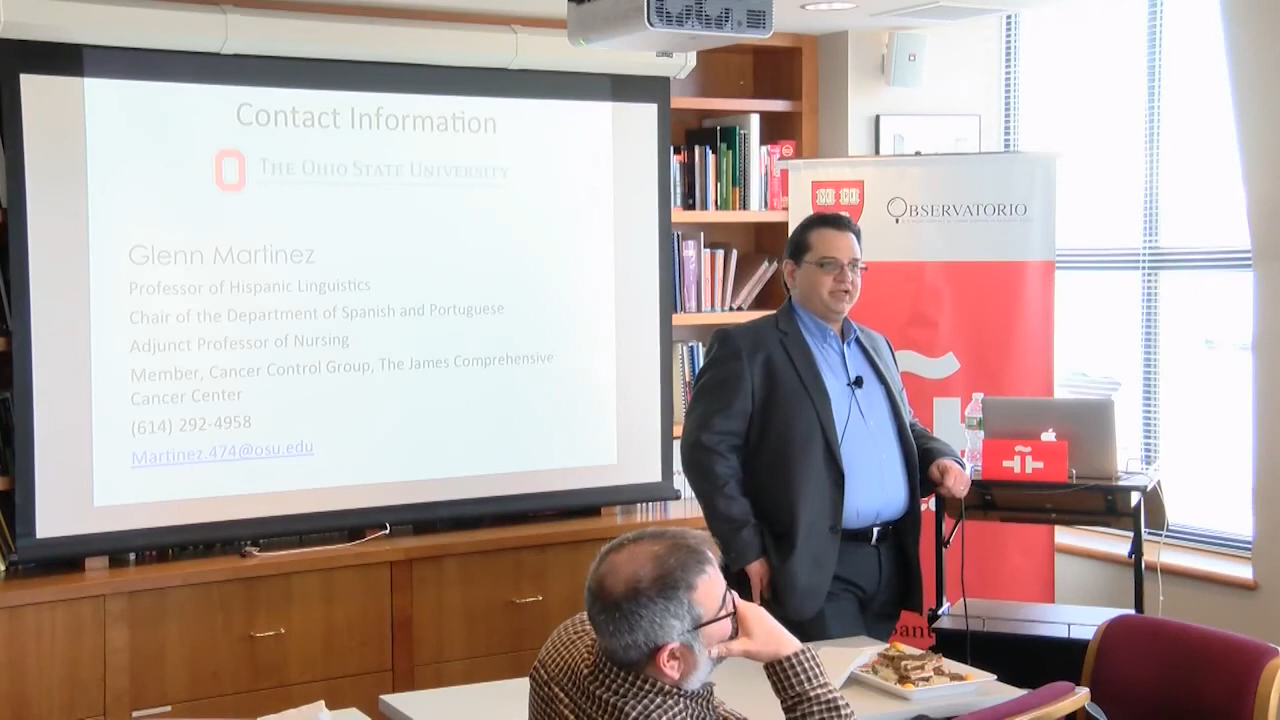 Contact Information
THE OHIO STATE UNIVERSITY
Glenn Martinez
Professor of Hispanic Linguistics
Chair of the Department of Spanish and Portuguese
Adjunct Professor of Nursing
Member, Cancer Control Group, The James Comprehensive
Cancer Center
(614) 292-4958
Martinez.474@osu.edu
OBSERVATORIO
Sant